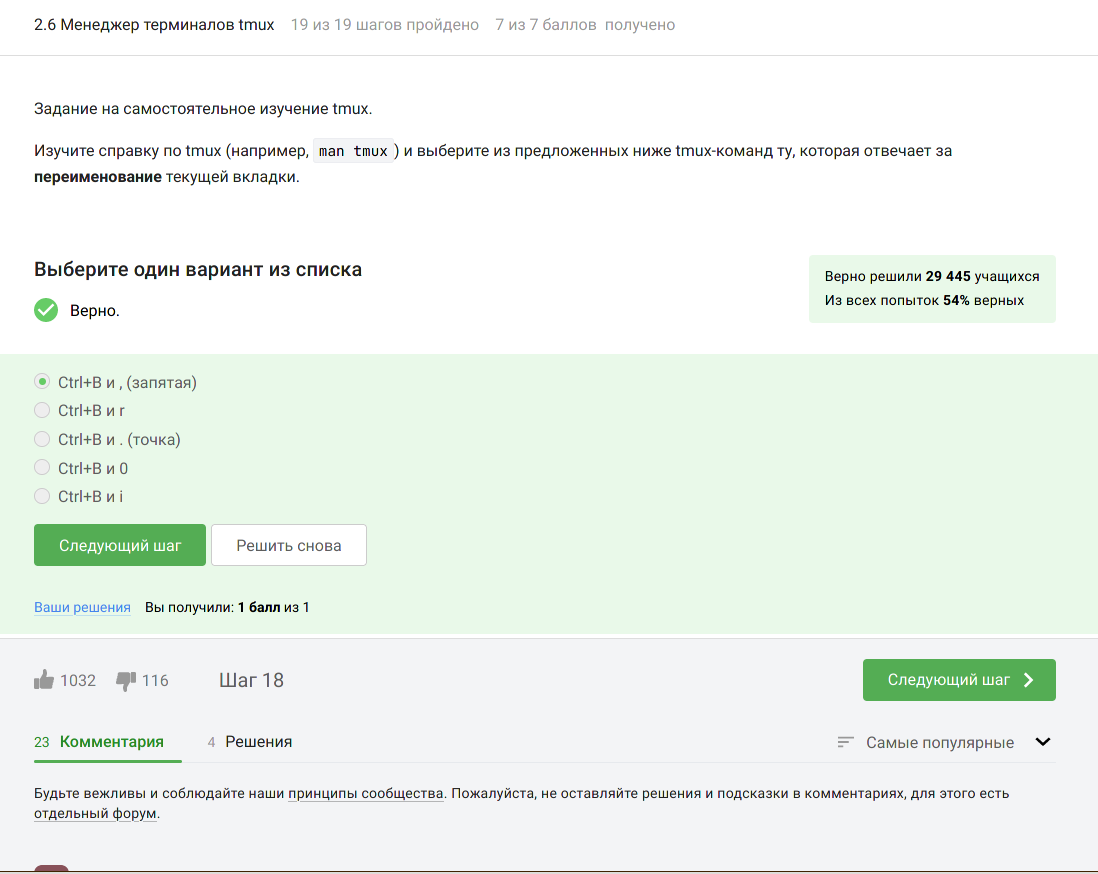 2.6 Менеджер терминалов tmux 19 из 19 шагов пройдено 7 из 7 баллов получено
Задание на самостоятельное изучение tmux.
Изучите справку по tmux (например, man tmux ) и выберите из предложенных ниже tmux-команд ту, которая отвечает за
переименование текущей вкладки.
Выберите один вариант из списка
Верно.
Верно решили 29 445 учащихся
Из всех попыток 54% верных
Ctrl+B и , (запятая)
Ctrl+B и r
Ctrl+B и . (точка)
Ctrl+B и 0
Ctrl+B и i
Следующий шаг Решить снова
Ваши решения Вы получили: 1 балл из 1
1032 116 Шаг 18 Следующий шаг
23 Комментария 4 Решения Самые популярные
Будьте вежливы и соблюдайте наши принципы сообщества. Пожалуйста, не оставляйте решения и подсказки в комментариях, для этого есть
отдельный форум.